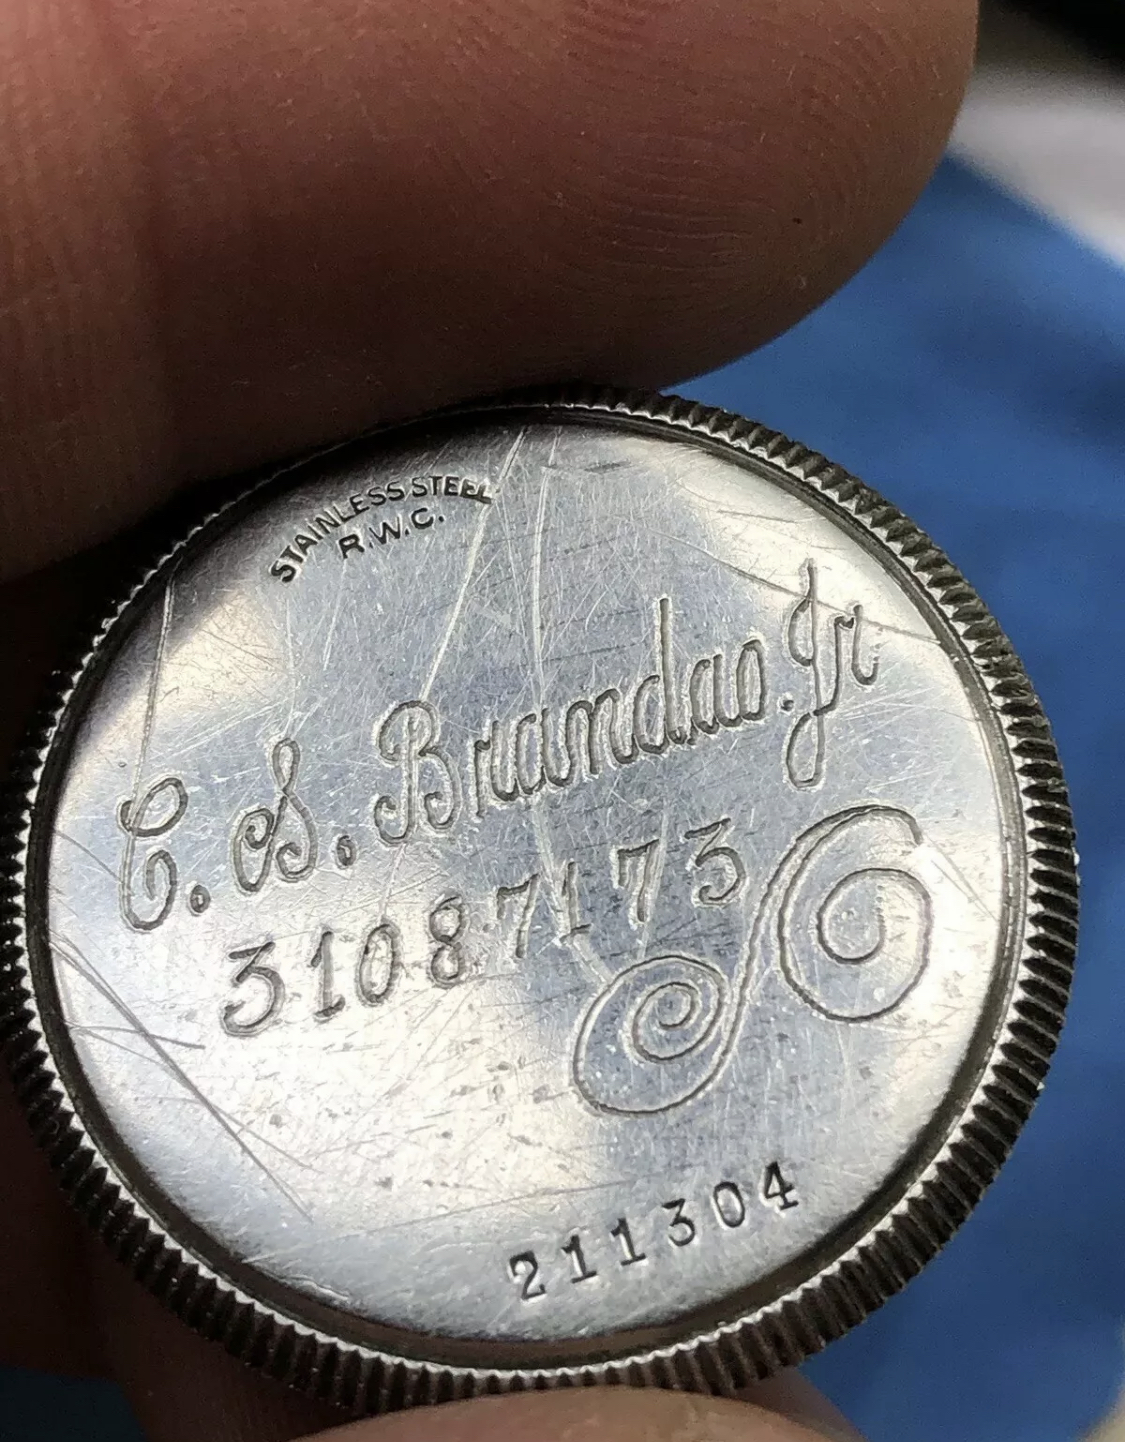 STAINLESS STEEL
R.W.C.
C. S. Brandao. Jr
31087173
211304